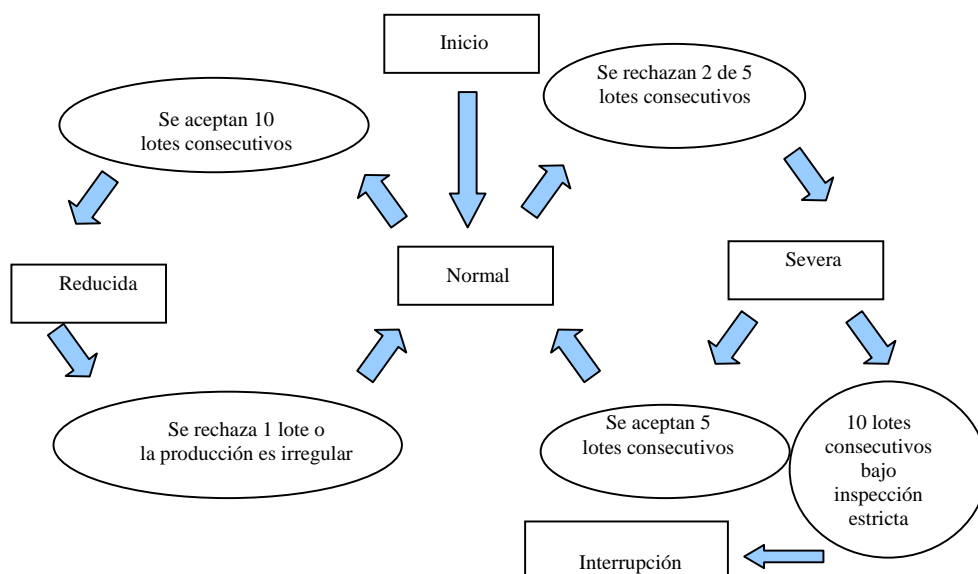 Inicio
Se rechazan 2 de 5
lotes consecutivos
Se aceptan 10
lotes consecutivos
Reducida
Normal
Severa
Se rechaza 1 lote o
la producción es irregular
Se aceptan 5
lotes consecutivos
10 lotes
consecutivos
bajo
inspección
estricta
Interrupción